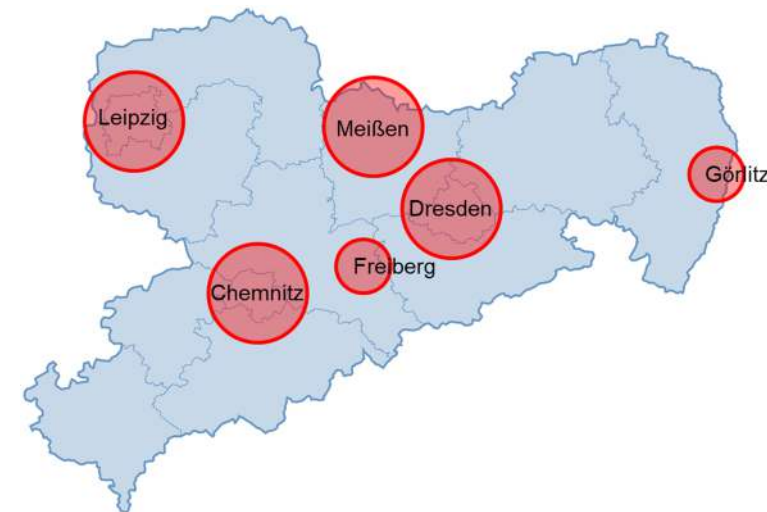 Leipzig
Meißen
Görlitz
Dresden
Freiberg
Chemnitz